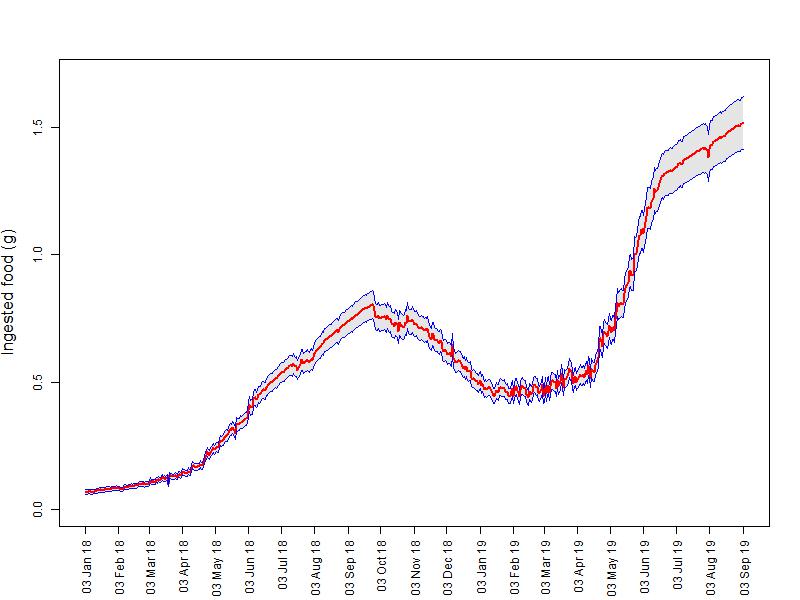 Ingested food (g)
1.5
1.0
0.5
0.0
03 Jan 18
03 Feb 18
03 Mar 18
03 Apr 18
03 May 18
03 Jun 18
03 Jul 18
03 Aug 18
03 Sep 18
03 Oct 18
03 Nov 18
03 Dec 18
03 Jan 19
03 Feb 19
03 Mar 19
03 Apr 19
03 May 19
03 Jun 19
03 Jul 19
03 Aug 19
03 Sep 19